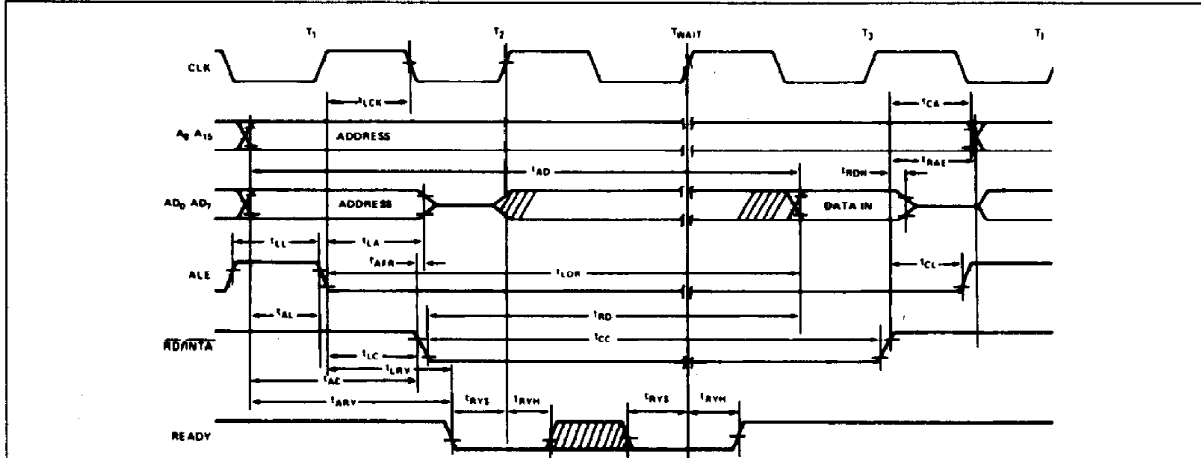 T1 T2 TWAIT T3 T1
CLK
tLCK tCA
A8 A15 ADDRESS
tRAE
tAD tRDH
AD0 AD7 ADDRESS DATA IN
tLL tLA
tAFR tLDR tCL
ALE
tAL tRD
RD/INTA tCC
tLC
tLRY
tAC
tARY
tRYS tRYH tRYS tRYH
READY